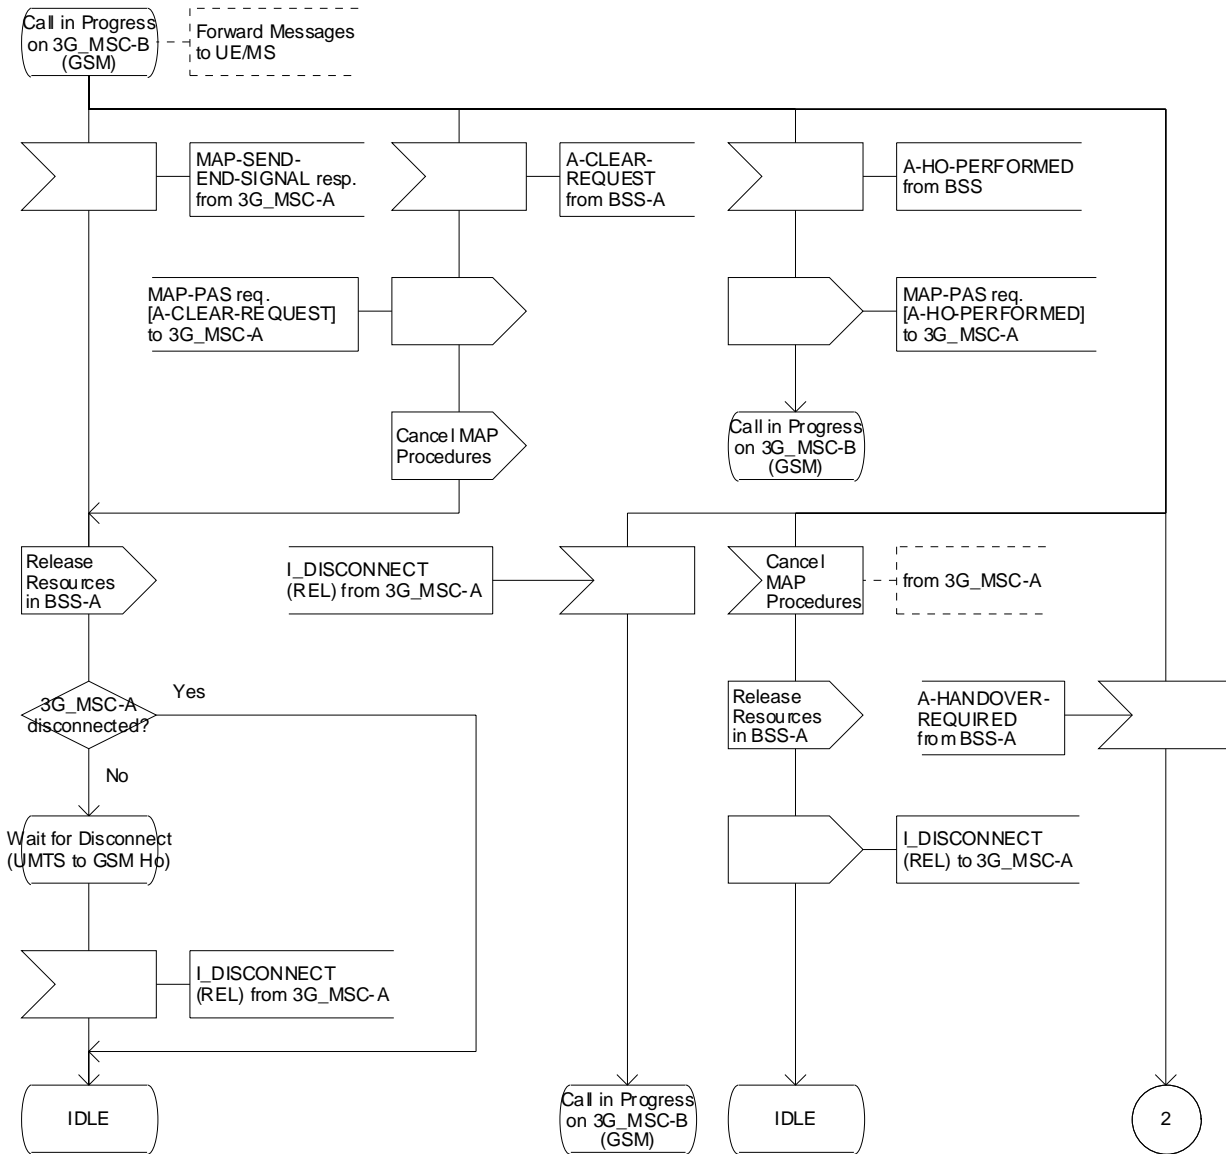 Call in Progress
on 3G_MSC-B
(GSM)
Forward Messages
to UE/MS
MAP-SEND-
END-SIGNAL resp.
from 3G_MSC-A
A-CLEAR-
REQUEST
from BSS-A
A-HO-PERFORMED
from BSS
MAP-PAS req.
[A-CLEAR-REQUEST]
to 3G_MSC-A
MAP-PAS req.
[A-HO-PERFORMED]
to 3G_MSC-A
Cancel MAP
Procedures
Call in Progress
on 3G_MSC-B
(GSM)
Release
Resources
in BSS-A
I_DISCONNECT
(REL) from 3G_MSC-A
Cancel
MAP
Procedures
from 3G_MSC-A
3G_MSC-A
disconnected?
Yes
No
Release
Resources
in BSS-A
A-HANDOVER-
REQUIRED
from BSS-A
Wait for Disconnect
(UMTS to GSM Ho)
I_DISCONNECT
(REL) to 3G_MSC-A
I_DISCONNECT
(REL) from 3G_MSC-A
IDLE
Call in Progress
on 3G_MSC-B
(GSM)
IDLE
2